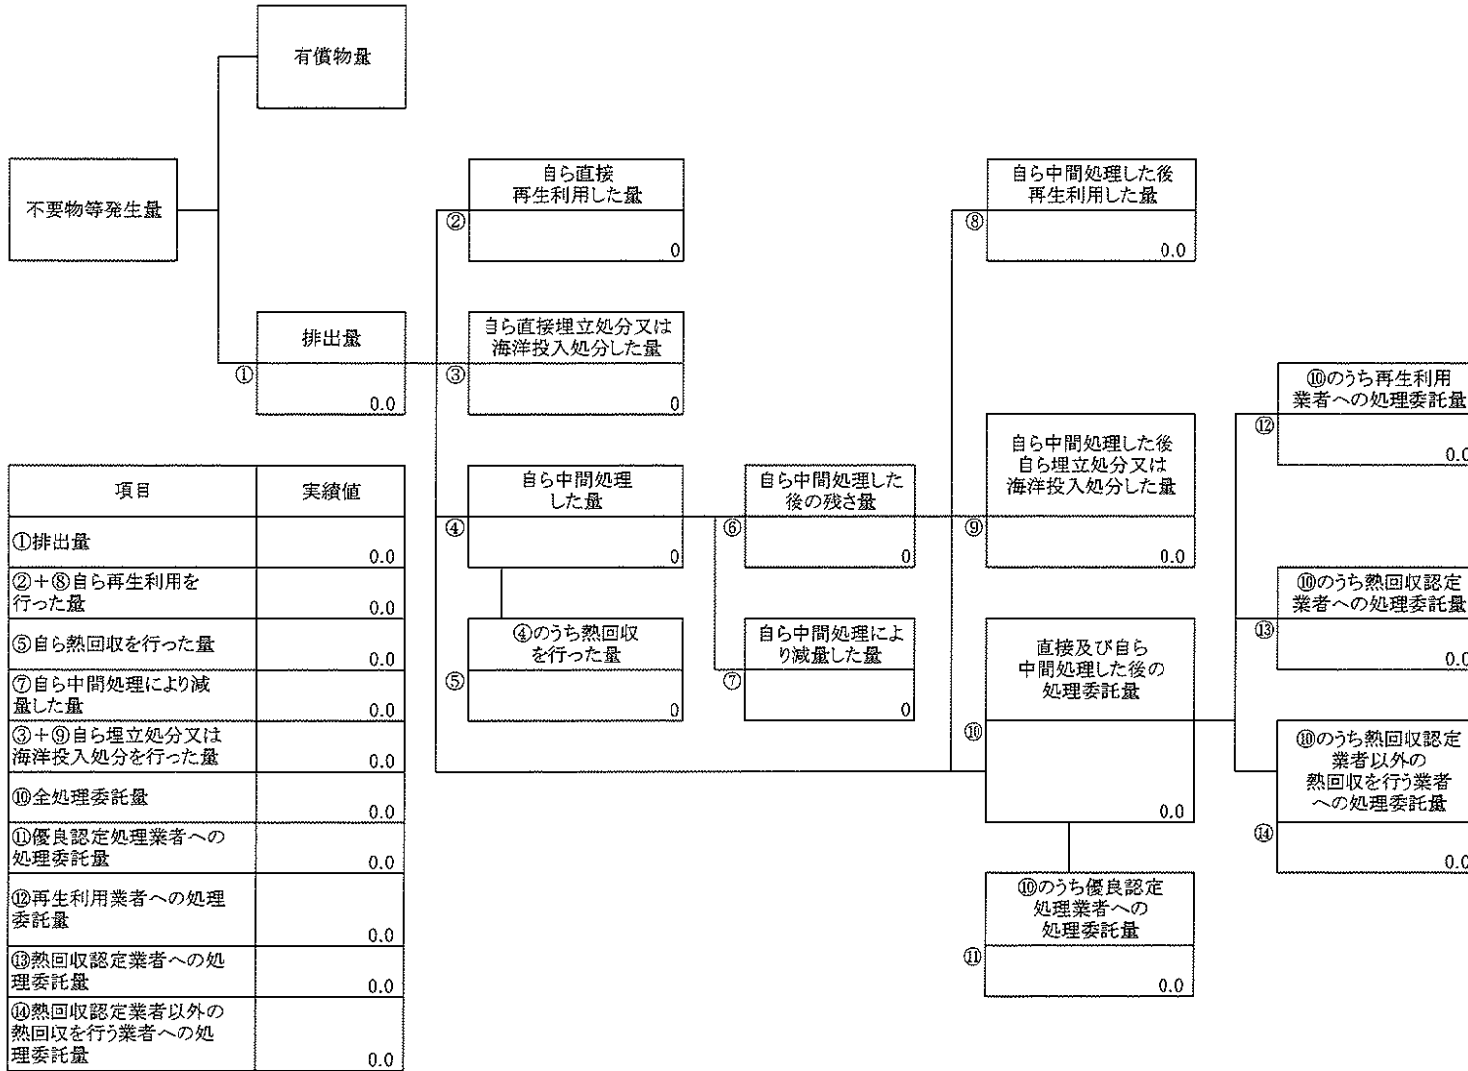 有償物量
不要物等発生量
排出量
①
0.0
自ら直接
再生利用した量
②
0
自ら直接埋立処分又は
海洋投入処分した量
③
0
自ら中間処理
した量
④
0
④のうち熱回収
を行った量
⑤
0
自ら中間処理した
後の残さ量
⑥
0
自ら中間処理によ
り減量した量
⑦
0
自ら中間処理した後
再生利用した量
⑧
0.0
自ら中間処理した後
自ら埋立処分又は
海洋投入処分した量
⑨
0.0
直接及び自ら
中間処理した後の
処理委託量
⑩
0.0
⑩のうち優良認定
処理業者への
処理委託量
⑪
0.0
⑩のうち再生利用
業者への処理委託量
⑫
0.0
⑩のうち熱回収認定
業者への処理委託量
⑬
0.0
⑩のうち熱回収認定
業者以外の
熱回収を行う業者
への処理委託量
⑭
0.0
項目 実績値
①排出量
0.0
②+⑧自ら再生利用を
行った量 0.0
⑤自ら熱回収を行った量
0.0
⑦自ら中間処理により減
量した量 0.0
③+⑨自ら埋立処分又は
海洋投入処分を行った量 0.0
⑩全処理委託量
0.0
⑪優良認定処理業者への
処理委託量 0.0
⑫再生利用業者への処理
委託量
0.0
⑬熱回収認定業者への処
理委託量 0.0
⑭熱回収認定業者以外の
熱回収を行う業者への処
理委託量 0.0